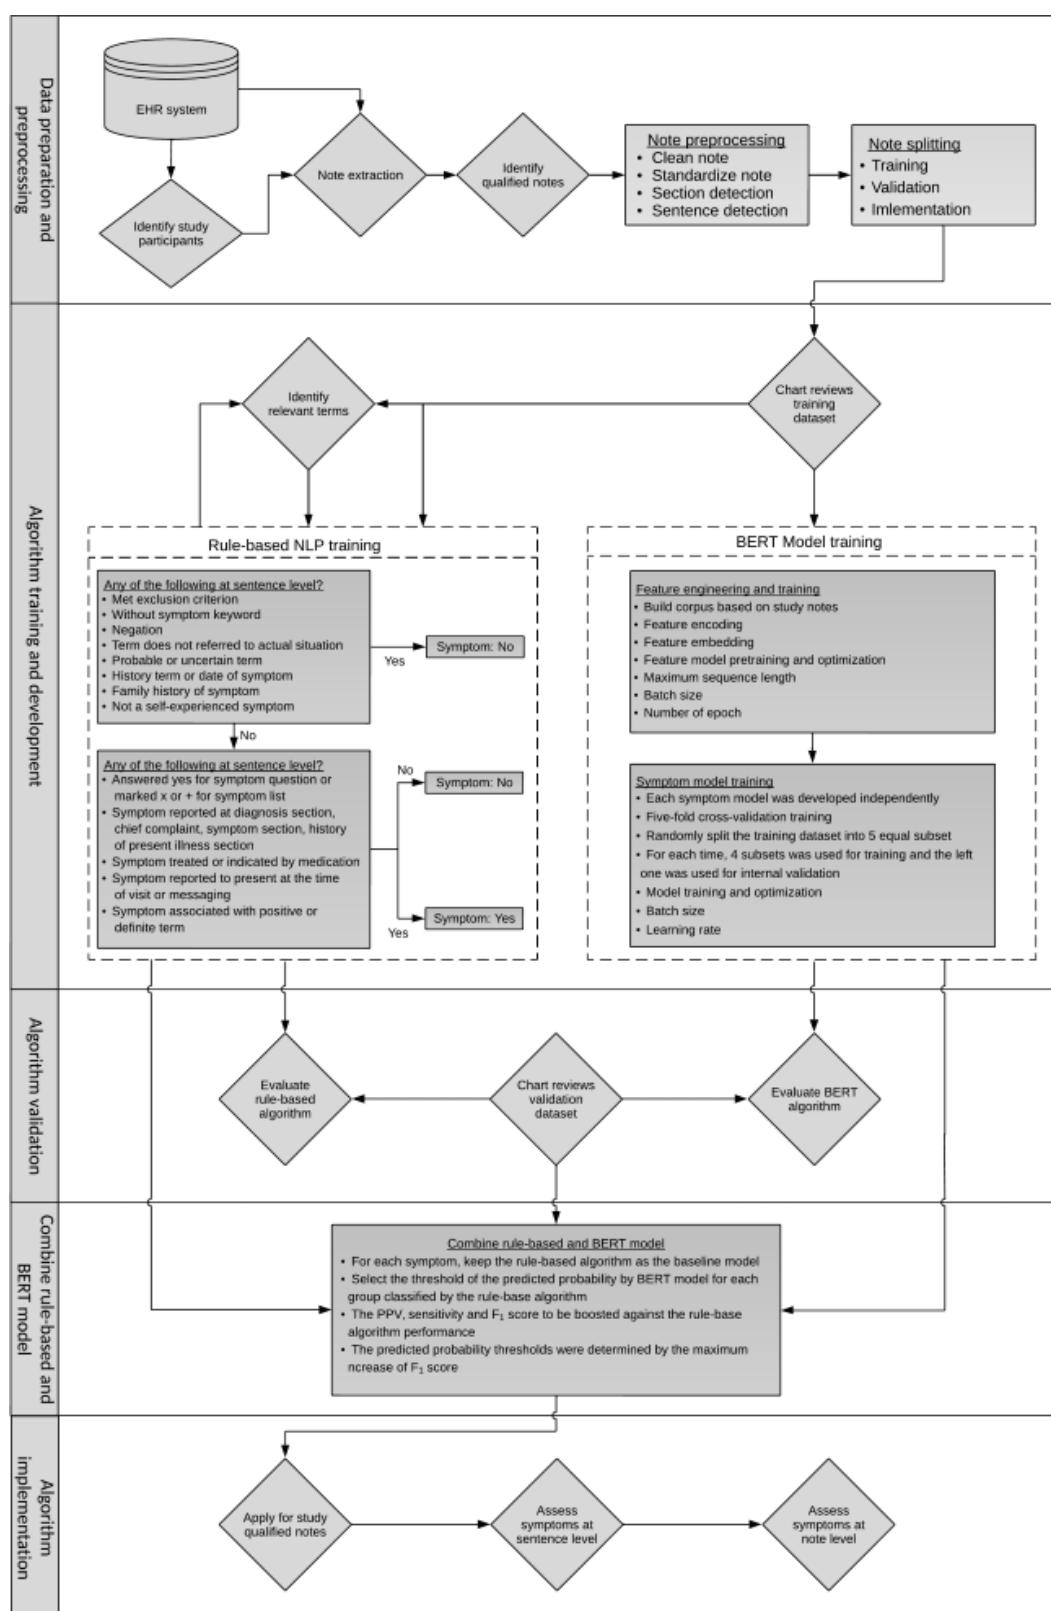 Data preparation and
preprocessing
EHR system
Identify study
participants
Note extraction
Identify
qualified notes
Note preprocessing
• Clean note
• Standardize note
• Section detection
• Sentence detection
Note splitting
• Training
• Validation
• Imlementation
Algorithm training and development
Identify
relevant terms
Chart reviews
training
dataset
Rule-based NLP training
Any of the following at sentence level?
• Met exclusion criterion
• Without symptom keyword
• Negation
• Term does not referred to actual situation
• Probable or uncertain term
• History term or date of symptom
• Family history of symptom
• Not a self-experienced symptom
Yes
Symptom: No
No
Any of the following at sentence level?
• Answered yes for symptom question or
marked x or + for symptom list
• Symptom reported at diagnosis section,
chief complaint, symptom section, history
of present illness section
• Symptom treated or indicated by medication
• Symptom reported to present at the time
of visit or messaging
• Symptom associated with positive or
definite term
No
Symptom: No
Yes
Symptom: Yes
BERT Model training
Feature engineering and training
• Build corpus based on study notes
• Feature encoding
• Feature embedding
• Feature model pretraining and optimization
• Maximum sequence length
• Batch size
• Number of epoch
Symptom model training
• Each symptom model was developed independently
• Five-fold cross-validation training
• Randomly split the training dataset into 5 equal subset
• For each time, 4 subsets was used for training and the left
one was used for internal validation
• Model training and optimization
• Batch size
• Learning rate
Algorithm validation
Evaluate
rule-based
algorithm
Chart reviews
validation
dataset
Evaluate BERT
algorithm
Combine rule-based and
BERT model
Combine rule-based and BERT model
• For each symptom, keep the rule-based algorithm as the baseline model
• Select the threshold of the predicted probability by BERT model for each
group classified by the rule-base algorithm
• The PPV, sensitivity and F1 score to be boosted against the rule-base
algorithm performance
• The predicted probability thresholds were determined by the maximum
ncrease of F1 score
Algorithm
implementation
Apply for study
qualified notes
Assess
symptoms at
sentence level
Assess
symptoms at
note level